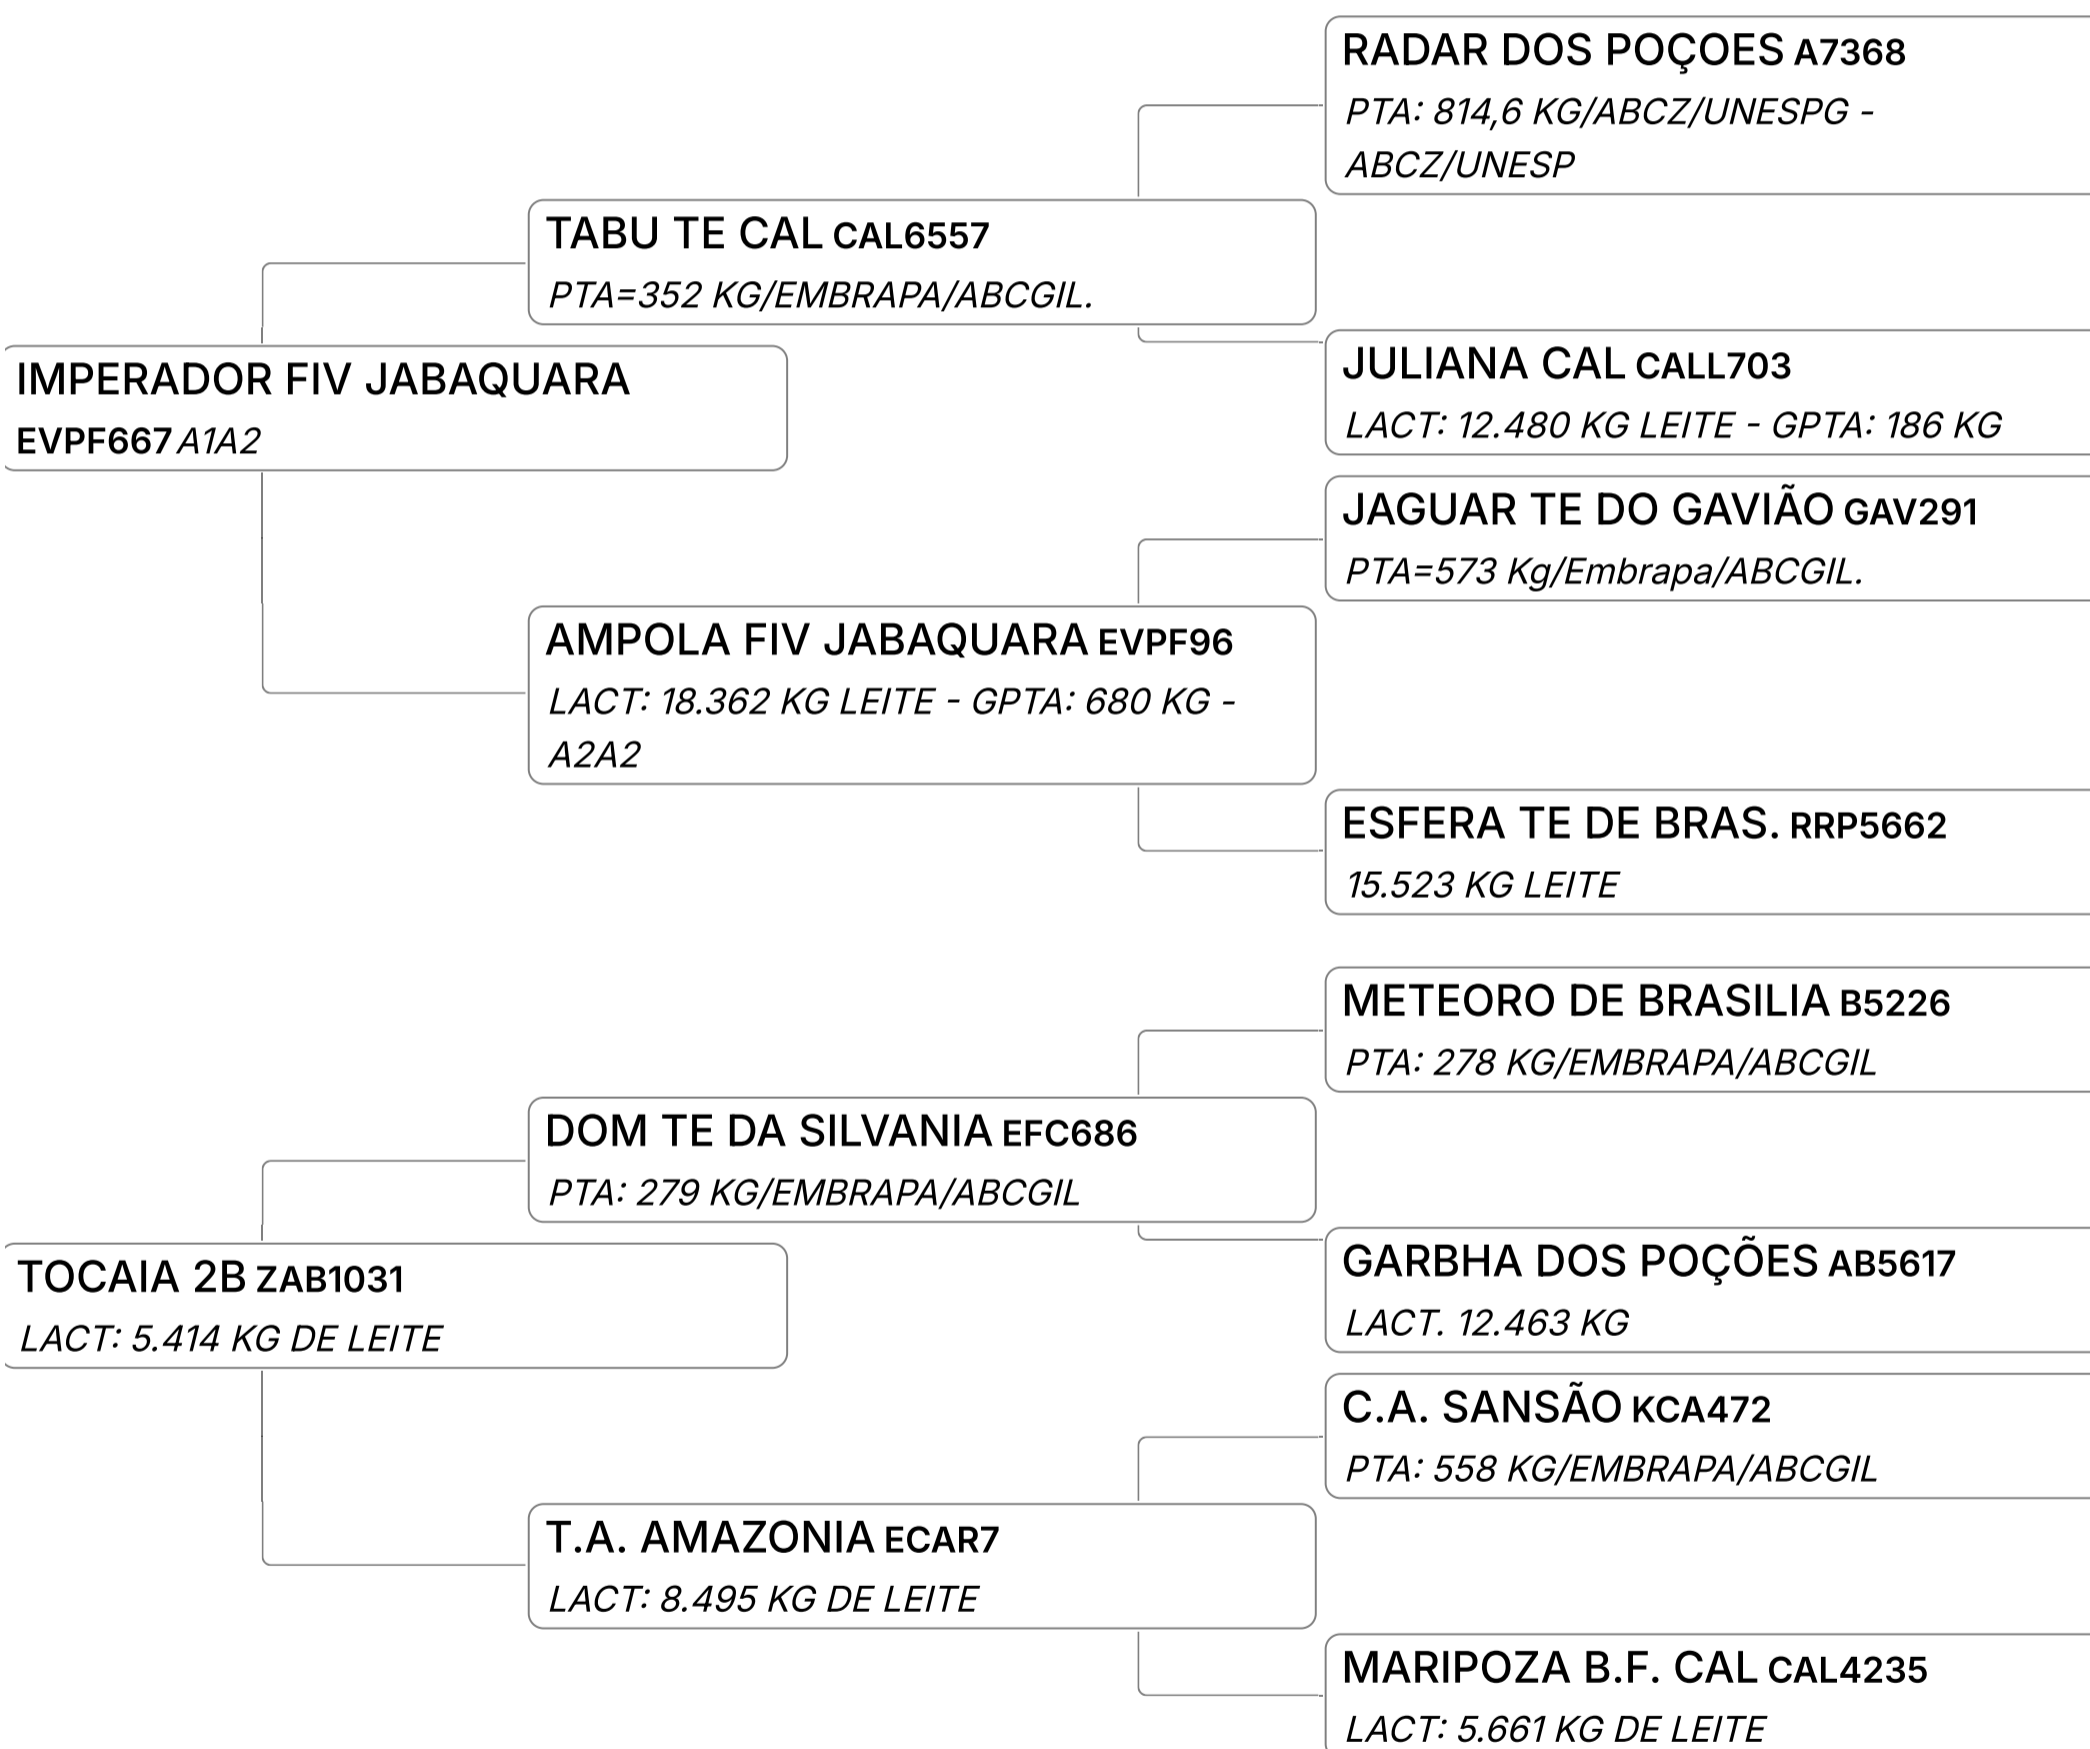 RADAR DOS POÇOES A7368
PTA: 814,6 KG/ABCZ/UNESPG -
ABCZ/UNESP
TABU TE CAL CAL6557
PTA=352 KG/EMBRAPA/ABCGIL.
JULIANA CAL CALL703
LACT: 12.480 KG LEITE - GPTA: 186 KG
IMPERADOR FIV JABAQUARA
EVPF667 A1A2
JAGUAR TE DO GAVIÃO GAV291
PTA=573 Kg/Embrapa/ABCGIL.
AMPOLA FIV JABAQUARA EVPF96
LACT: 18.362 KG LEITE - GPTA: 680 KG -
A2A2
ESFERA TE DE BRAS. RRP5662
15.523 KG LEITE
METEORO DE BRASILIA B5226
PTA: 278 KG/EMBRAPA/ABCGIL
DOM TE DA SILVANIA EFC686
PTA: 279 KG/EMBRAPA/ABCGIL
GARBHA DOS POÇÕES AB5617
LACT. 12.463 KG
TOCAIA 2B ZAB1031
LACT: 5.414 KG DE LEITE
C.A. SANSÃO KCA472
PTA: 558 KG/EMBRAPA/ABCGIL
T.A. AMAZONIA ECAR7
LACT: 8.495 KG DE LEITE
MARIPOZA B.F. CAL CAL4235
LACT: 5.661 KG DE LEITE